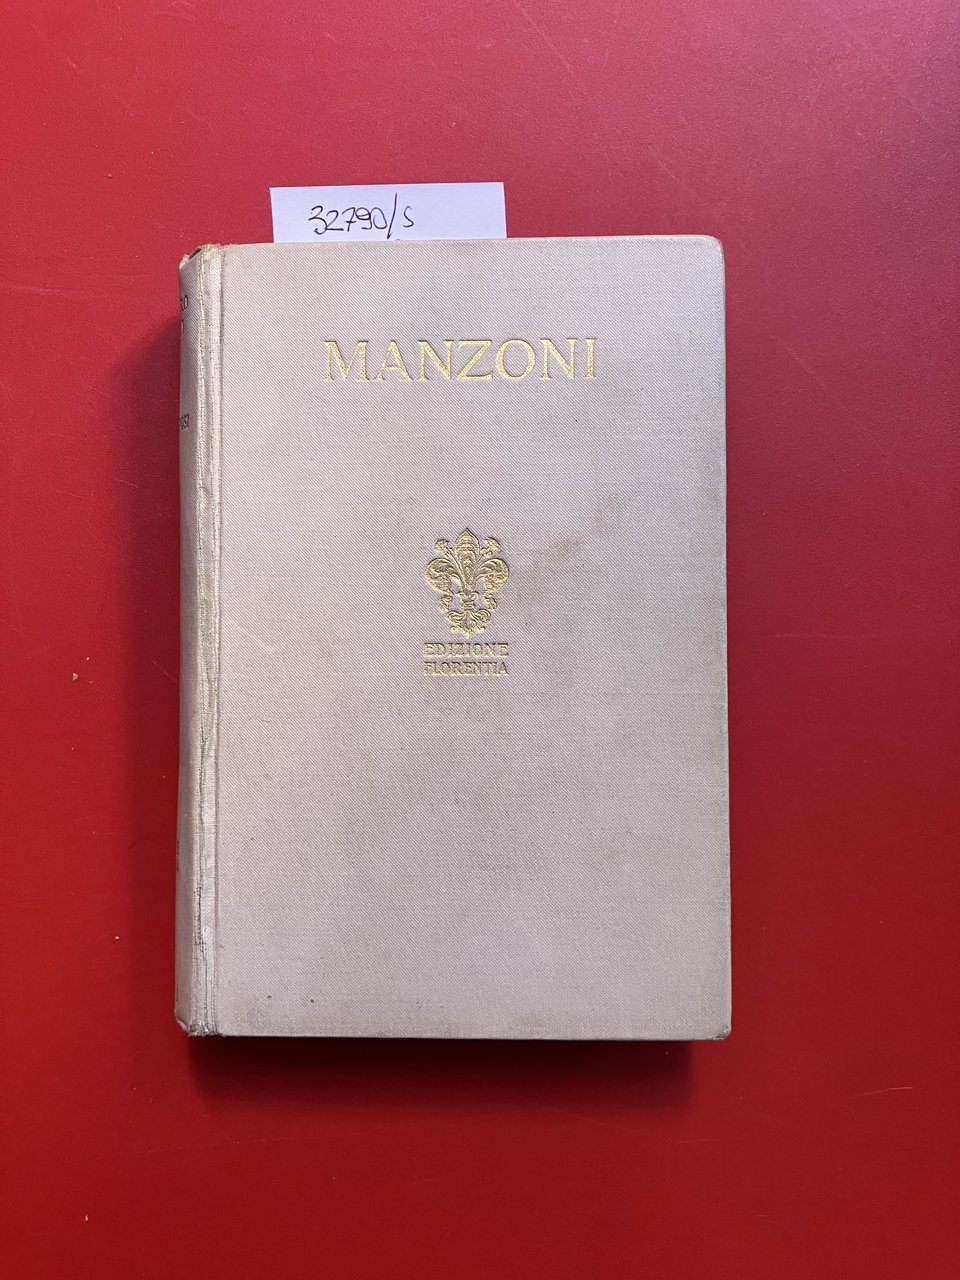 32790/s
MANZONI
EDIZIONE
FLORENTIA